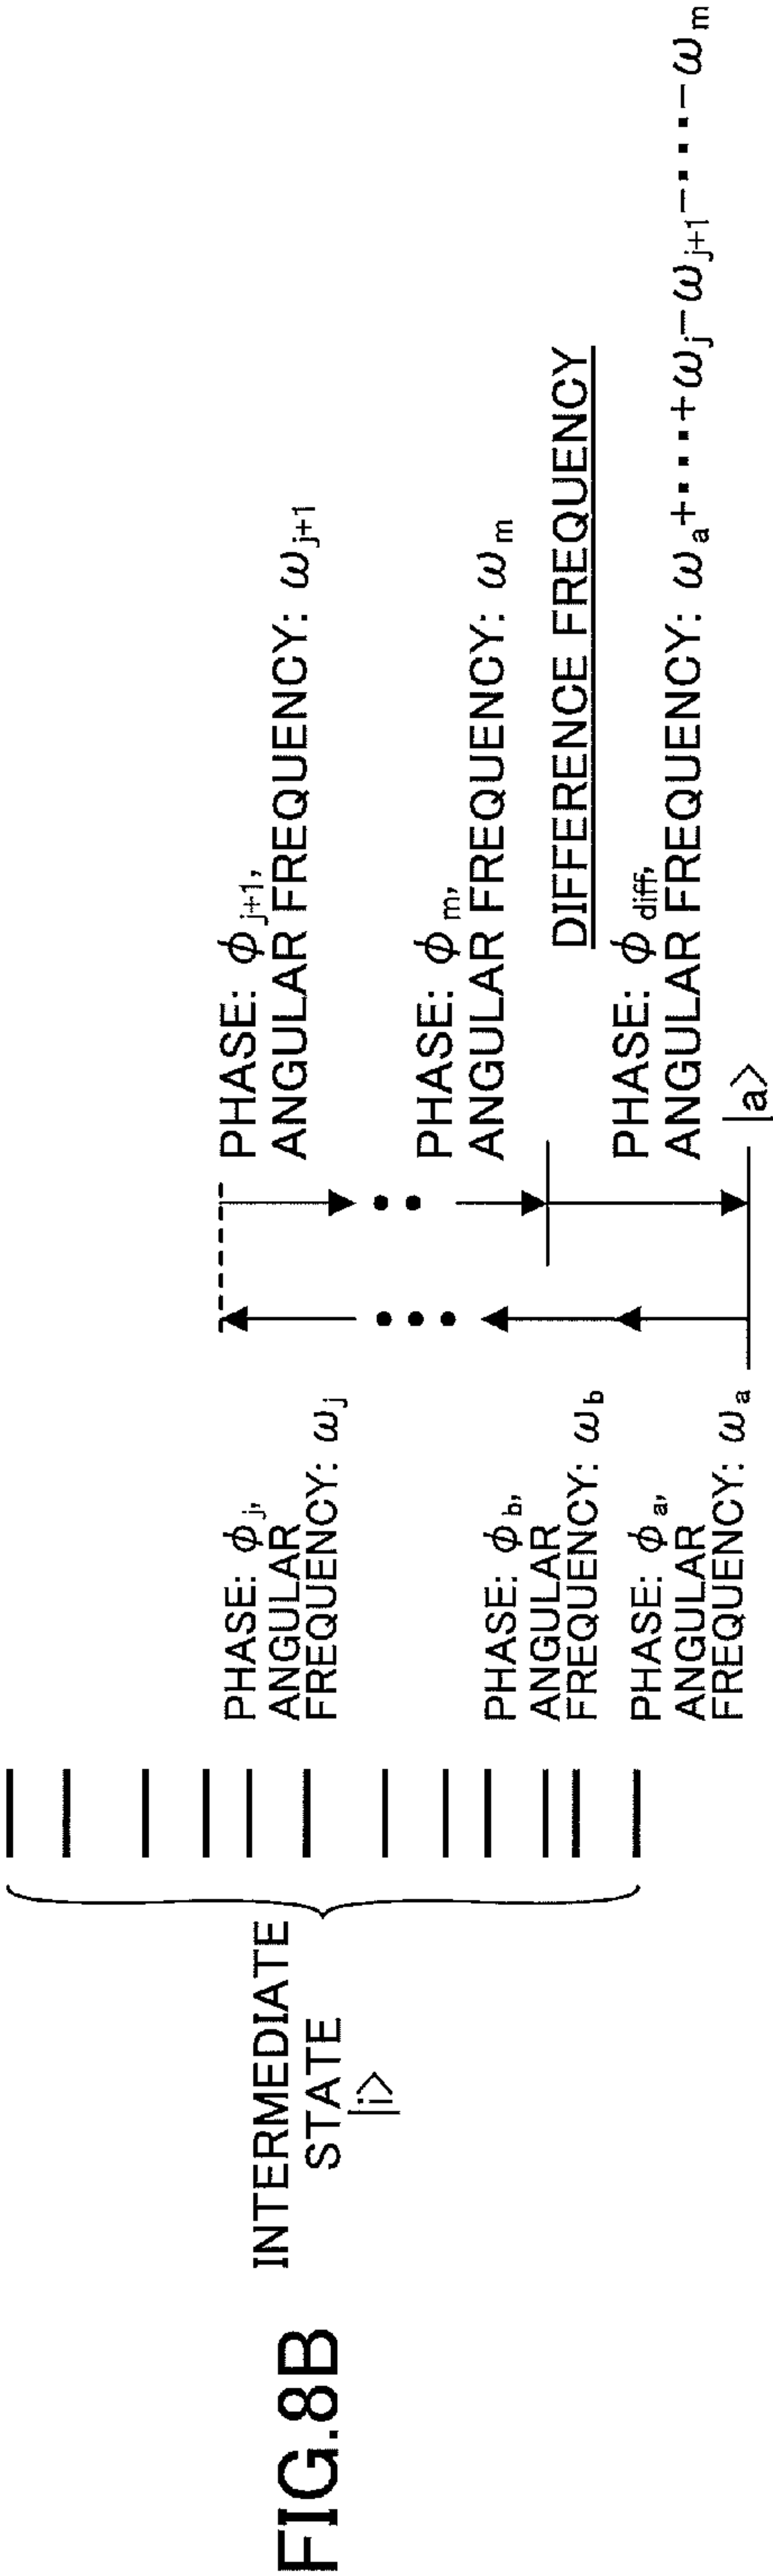 FIG.8B
INTERMEDIATE
STATE
|i>
PHASE: ϕj,
ANGULAR
FREQUENCY: ωj
PHASE: ϕb,
ANGULAR
FREQUENCY: ωb
PHASE: ϕa,
ANGULAR
FREQUENCY: ωa
PHASE: ϕj+1,
ANGULAR FREQUENCY: ωj+1
PHASE: ϕm,
ANGULAR FREQUENCY: ωm
DIFFERENCE FREQUENCY
PHASE: ϕdiff,
ANGULAR FREQUENCY: ωa+・・・+ωj−ωj+1−・・・−ωm
|a>